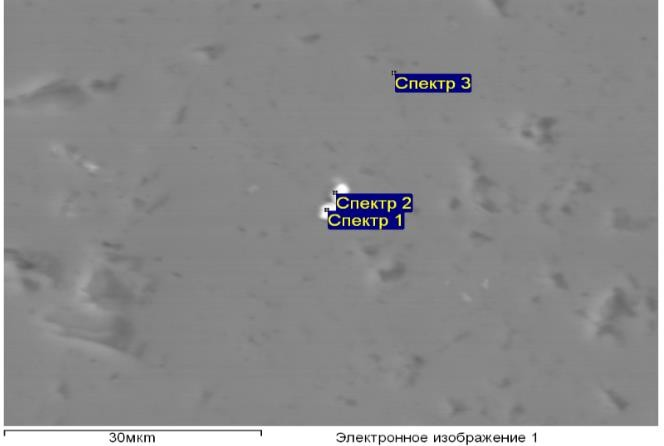 Спектр 3
Спектр 2
Спектр 1
30мкm
Электронное изображение 1